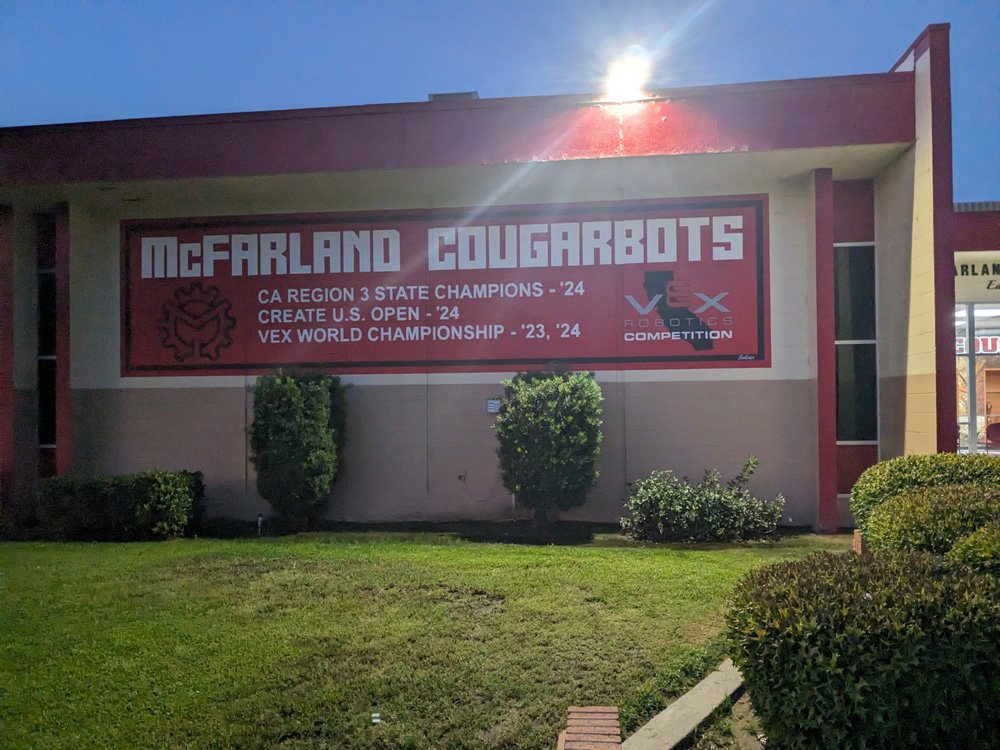 McFARLAND COUGARBOTS
CA REGION 3 STATE CHAMPIONS - '24
CREATE U.S. OPEN - '24
VEX WORLD CHAMPIONSHIP - '23, '24
VEX
ROBOTICS
COMPETITION
ARLAN